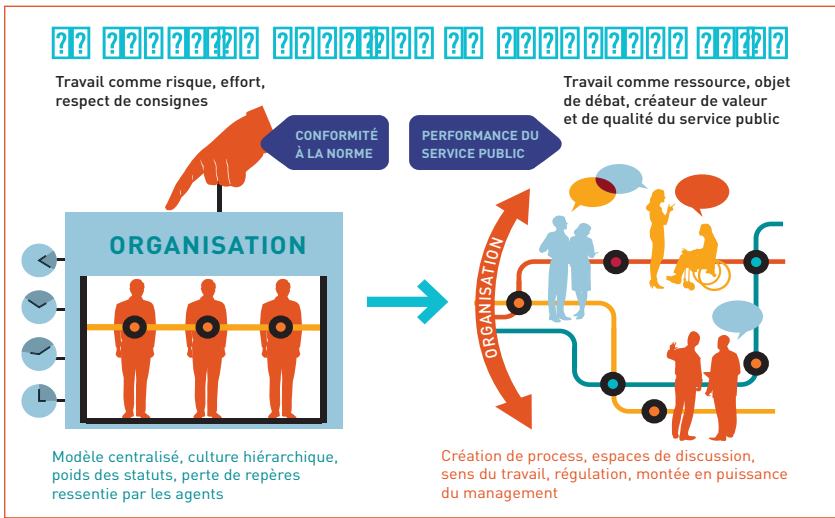 Travail comme risque, effort,
respect de consignes
Travail comme ressource, objet
de débat, créateur de valeur
et de qualité du service public
CONFORMITÉ
À LA NORME
PERFORMANCE DU
SERVICE PUBLIC
ORGANISATION
ORGANISATION
Modèle centralisé, culture hiérarchique,
poids des statuts, perte de repères
ressentie par les agents
Création de process, espaces de discussion,
sens du travail, régulation, montée en puissance
du management